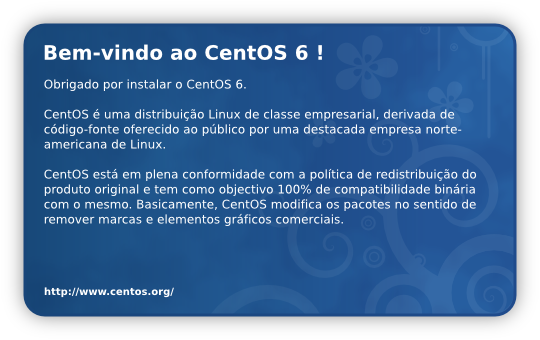 Bem-vindo ao CentOS 6 !
Obrigado por instalar o CentOS 6.
CentOS é uma distribuição Linux de classe empresarial, derivada de
código-fonte oferecido ao público por uma destacada empresa norte-
americana de Linux.
CentOS está em plena conformidade com a política de redistribuição do
produto original e tem como objectivo 100% de compatibilidade binária
com o mesmo. Basicamente, CentOS modifica os pacotes no sentido de
remover marcas e elementos gráficos comerciais.
http://www.centos.org/